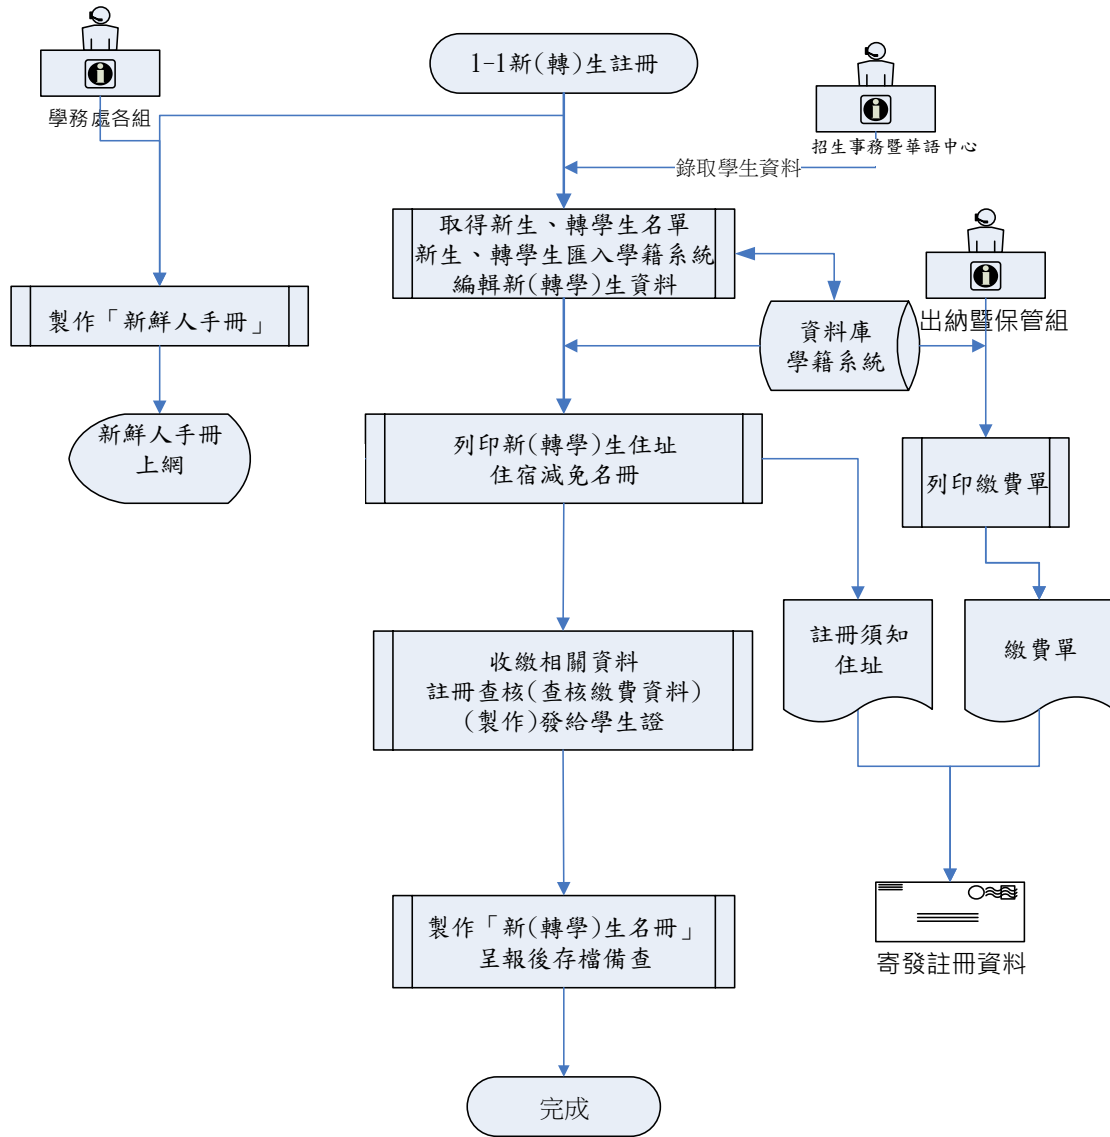 1-1新(轉)生註冊
學務處各組
招生事務暨華語中心
錄取學生資料
取得新生、轉學生名單
新生、轉學生匯入學籍系統
編輯新(轉學)生資料
製作「新鮮人手冊」
出納暨保管組
資料庫
學籍系統
新鮮人手冊
上網
列印新(轉學)生住址
住宿減免名冊
列印繳費單
註冊須知
住址
繳費單
收繳相關資料
註冊查核(查核繳費資料)
(製作)發給學生證
製作「新(轉學)生名冊」
呈報後存檔備查
寄發註冊資料
完成